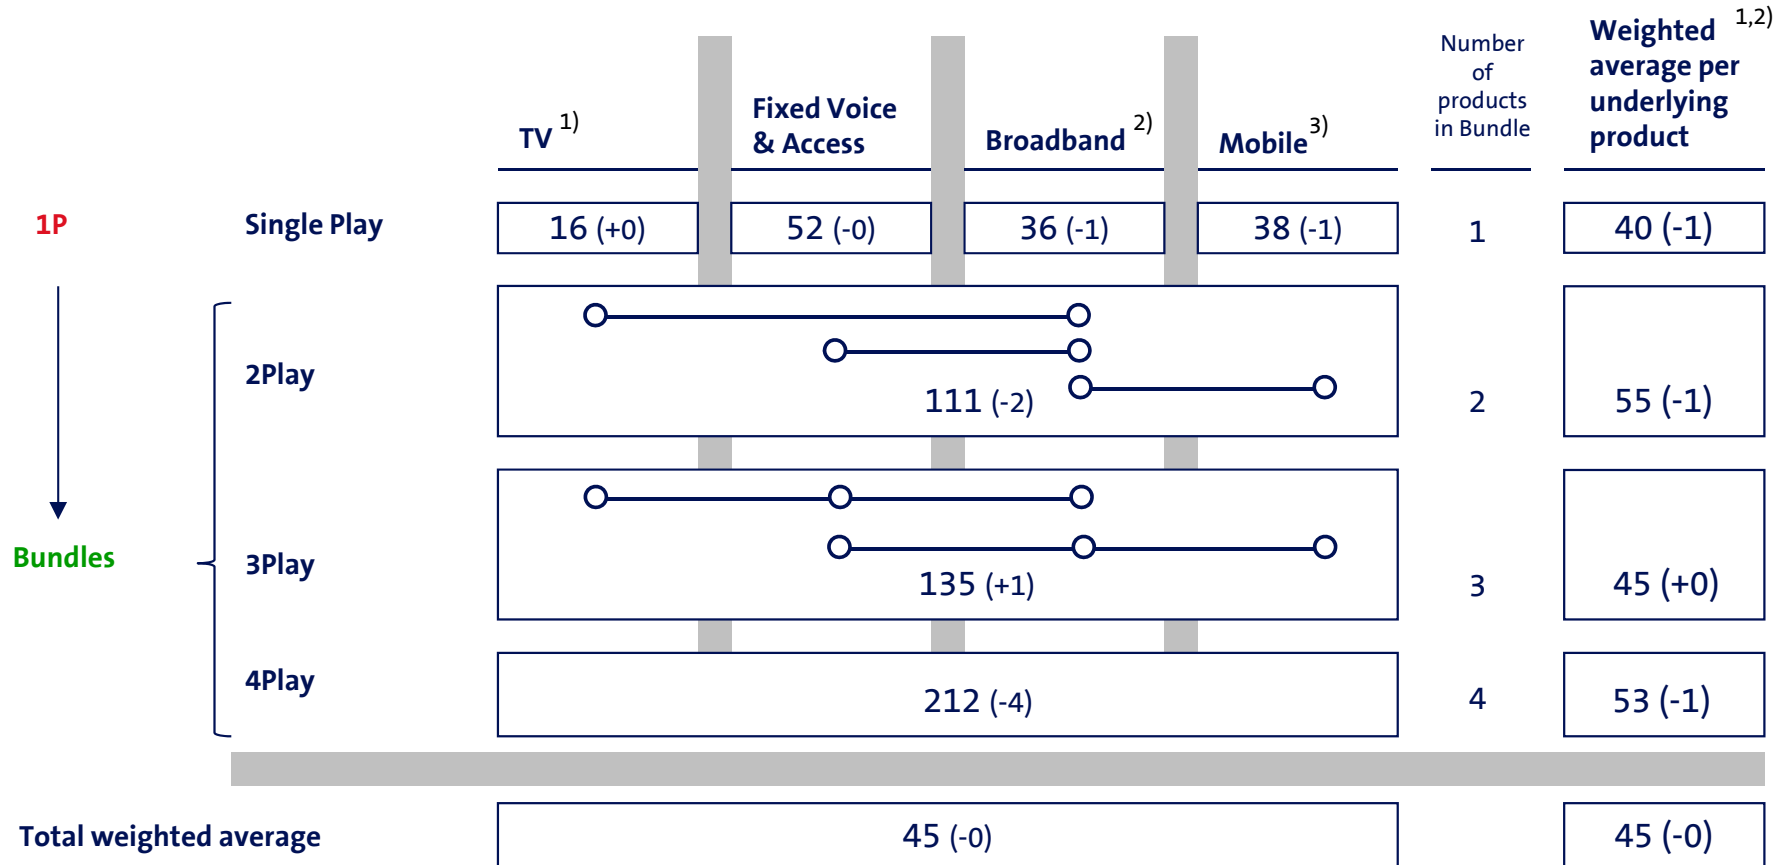 Number
of
products
in Bundle
Weighted 1,2)
average per
underlying
product
TV 1)
Fixed Voice
& Access
Broadband 2)
Mobile 3)
1P
Single Play
16 (+0)
52 (-0)
36 (-1)
38 (-1)
1
40 (-1)
2Play
111 (-2)
2
55 (-1)
Bundles
3Play
135 (+1)
3
45 (+0)
4Play
212 (-4)
4
53 (-1)
Total weighted average
45 (-0)
45 (-0)